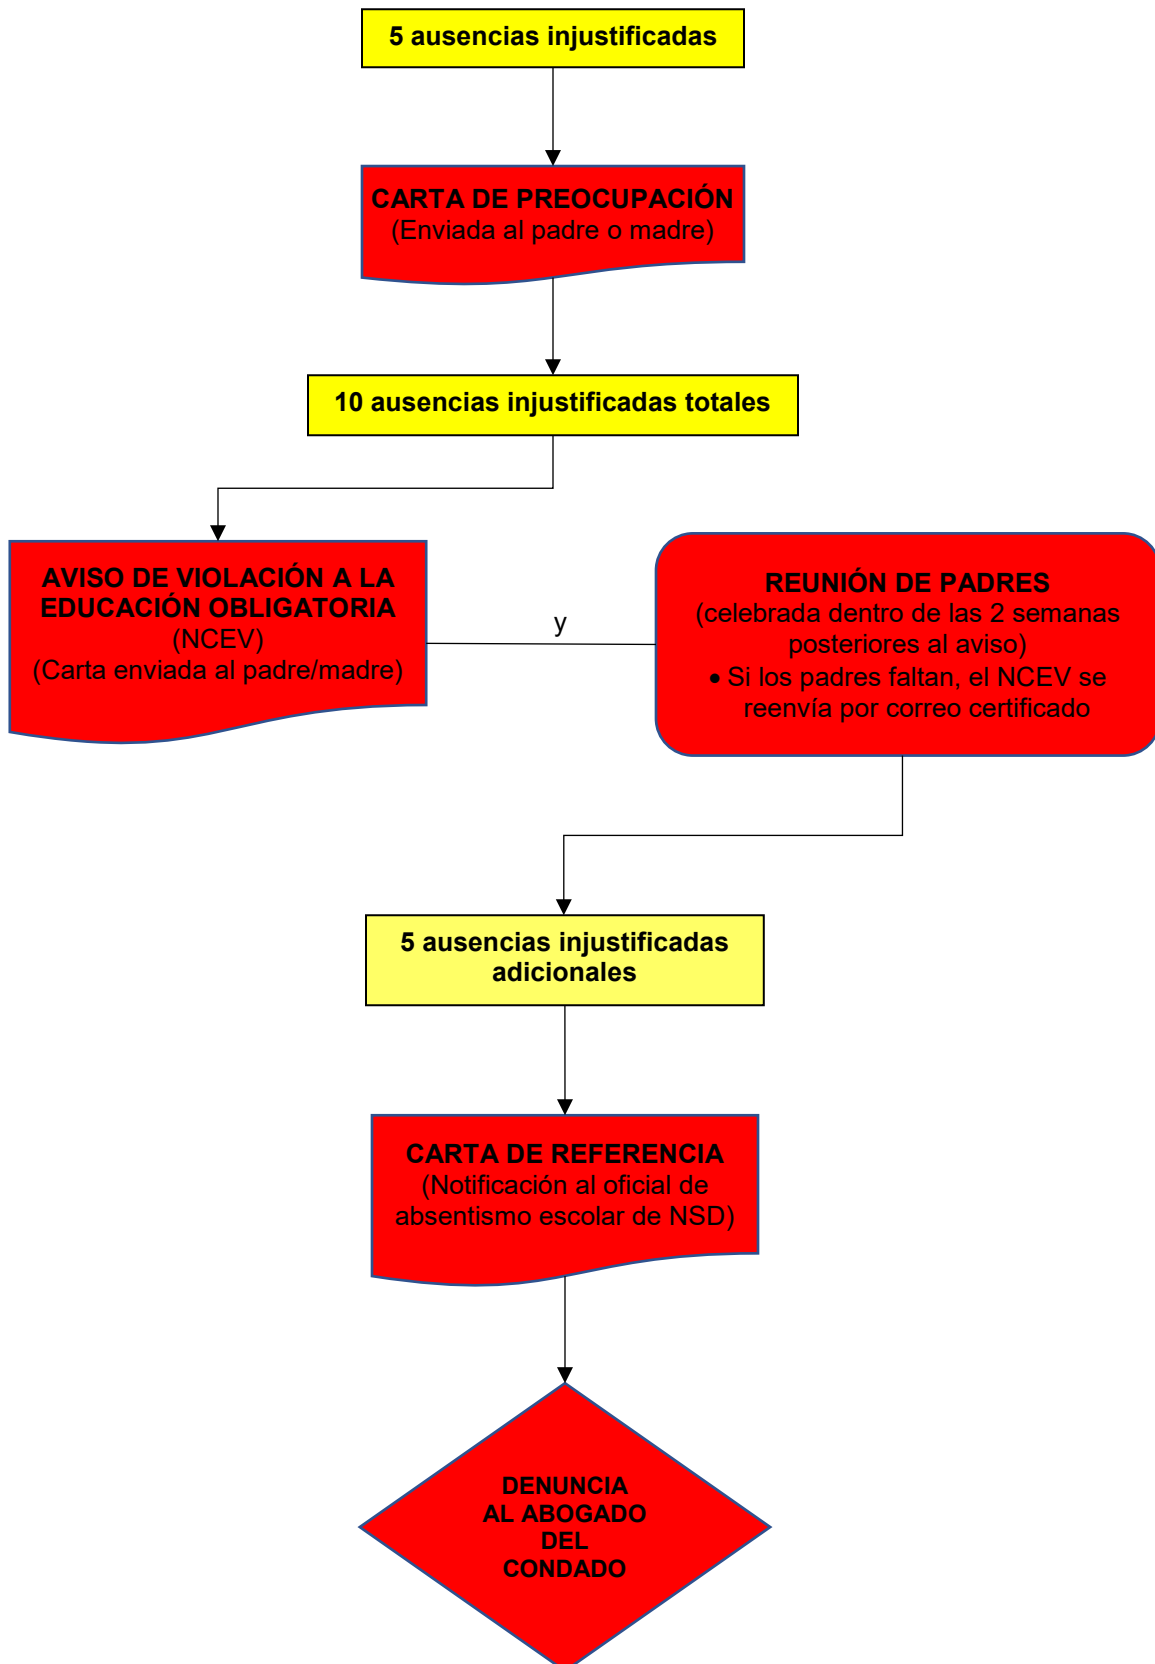 5 ausencias injustificadas
CARTA DE PREOCUPACIÓN
(Enviada al padre o madre)
10 ausencias injustificadas totales
AVISO DE VIOLACIÓN A LA
EDUCACIÓN OBLIGATORIA
(NCEV)
(Carta enviada al padre/madre)
y
REUNIÓN DE PADRES
(celebrada dentro de las 2 semanas
posteriores al aviso)
• Si los padres faltan, el NCEV se
reenvía por correo certificado
5 ausencias injustificadas
adicionales
CARTA DE REFERENCIA
(Notificación al oficial de
absentismo escolar de NSD)
DENUNCIA
AL ABOGADO
DEL
CONDADO